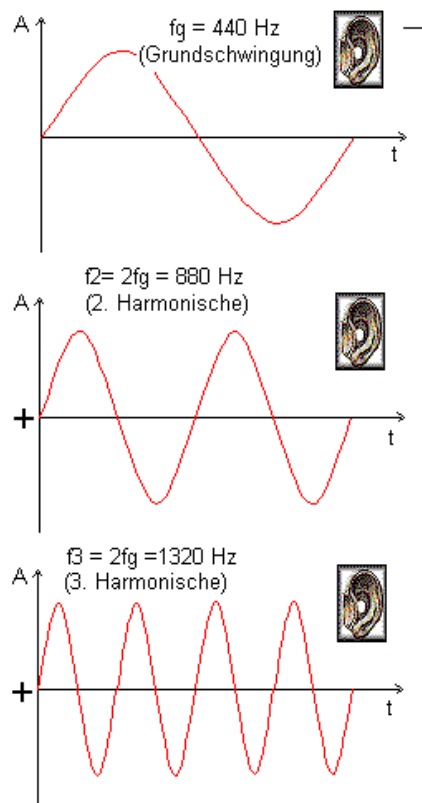 A
fg = 440 Hz
(Grundschwingung)
t
f2= 2fg = 880 Hz
(2. Harmonische)
A
+
t
f3 = 2fg =1320 Hz
(3. Harmonische)
A
+
t